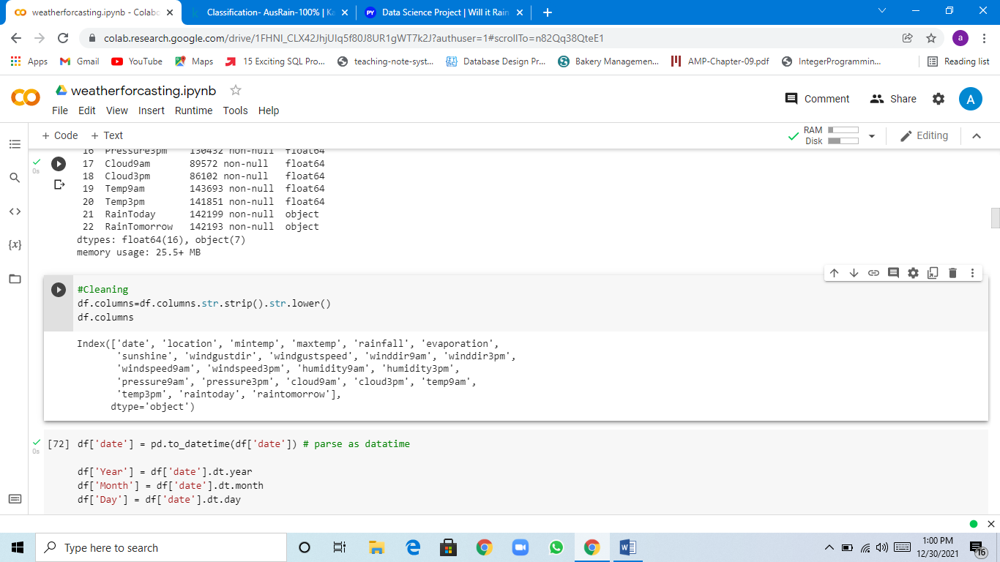 weatherforcasting.ipynb - Colabo
Classification- AusRain-100% | Ka
PY Data Science Project | Will it Rain
colab.research.google.com/drive/1FHNI_CLX42JhjUIq5f80J8UR1gWT7k2J?authuser=1#scrollTo=n82Qq38QteE1
a
Apps Gmail YouTube Maps 15 Exciting SQL Pro... teaching-note-syst... Database Design Pr... Bakery Managemen... AMP-Chapter-09.pdf IntegerProgrammin... Reading list
weatherforcasting.ipynb
Comment Share A
File Edit View Insert Runtime Tools Help
+ Code + Text
RAM
Disk
Editing
16 Pressure3pm 130432 non-null float64
0s
17 Cloud9am 89572 non-null float64
18 Cloud3pm 86102 non-null float64
19 Temp9am 143693 non-null float64
20 Temp3pm 141851 non-null float64
21 RainToday 142199 non-null object
22 RainTomorrow 142193 non-null object
dtypes: float64(16), object(7)
memory usage: 25.5+ MB
#Cleaning
df.columns=df.columns.str.strip().str.lower()
df.columns
Index(['date', 'location', 'mintemp', 'maxtemp', 'rainfall', 'evaporation',
'sunshine', 'windgustdir', 'windgustspeed', 'winddir9am', 'winddir3pm',
'windspeed9am', 'windspeed3pm', 'humidity9am', 'humidity3pm',
'pressure9am', 'pressure3pm', 'cloud9am', 'cloud3pm', 'temp9am',
'temp3pm', 'raintoday', 'raintomorrow'],
dtype='object')
[72] df['date'] = pd.to_datetime(df['date']) # parse as datatime
0s
df['Year'] = df['date'].dt.year
df['Month'] = df['date'].dt.month
df['Day'] = df['date'].dt.day
Type here to search
1:00 PM
12/30/2021
16